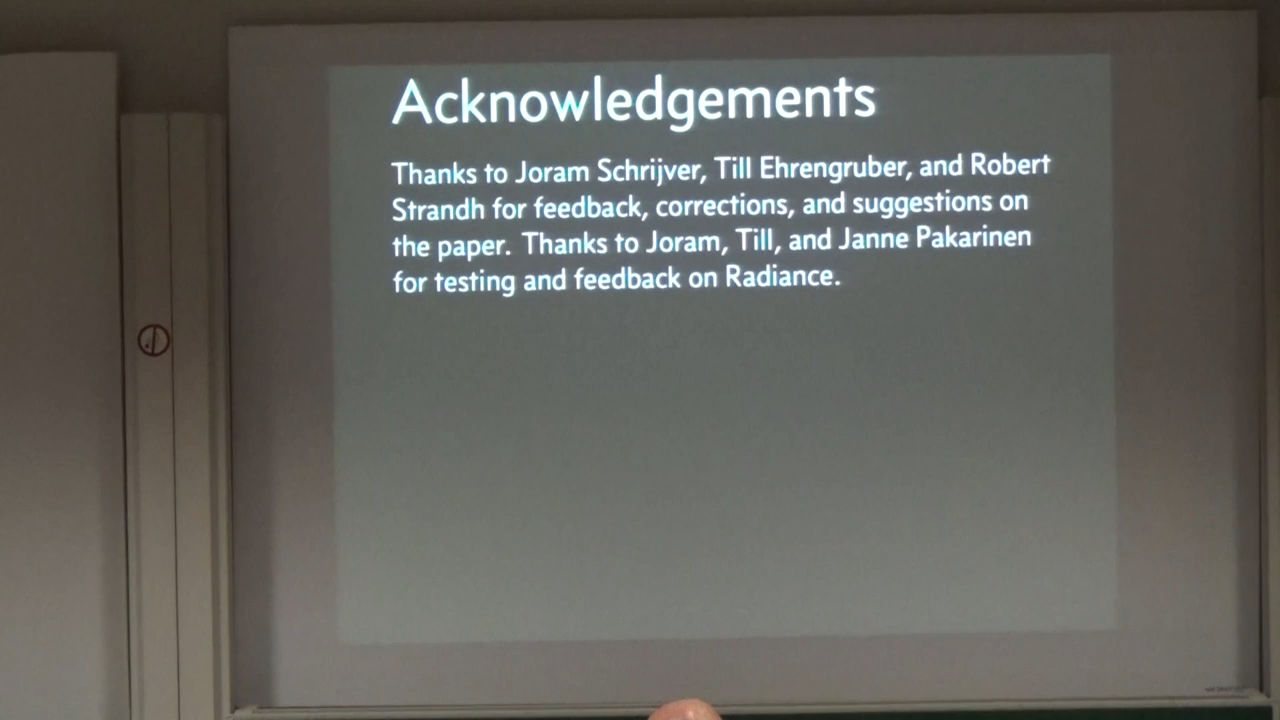 Acknowledgements
Thanks to Joram Schrijver, Till Ehrengruber, and Robert
Strandh for feedback, corrections, and suggestions on
the paper. Thanks to Joram, Till, and Janne Pakarinen
for testing and feedback on Radiance.